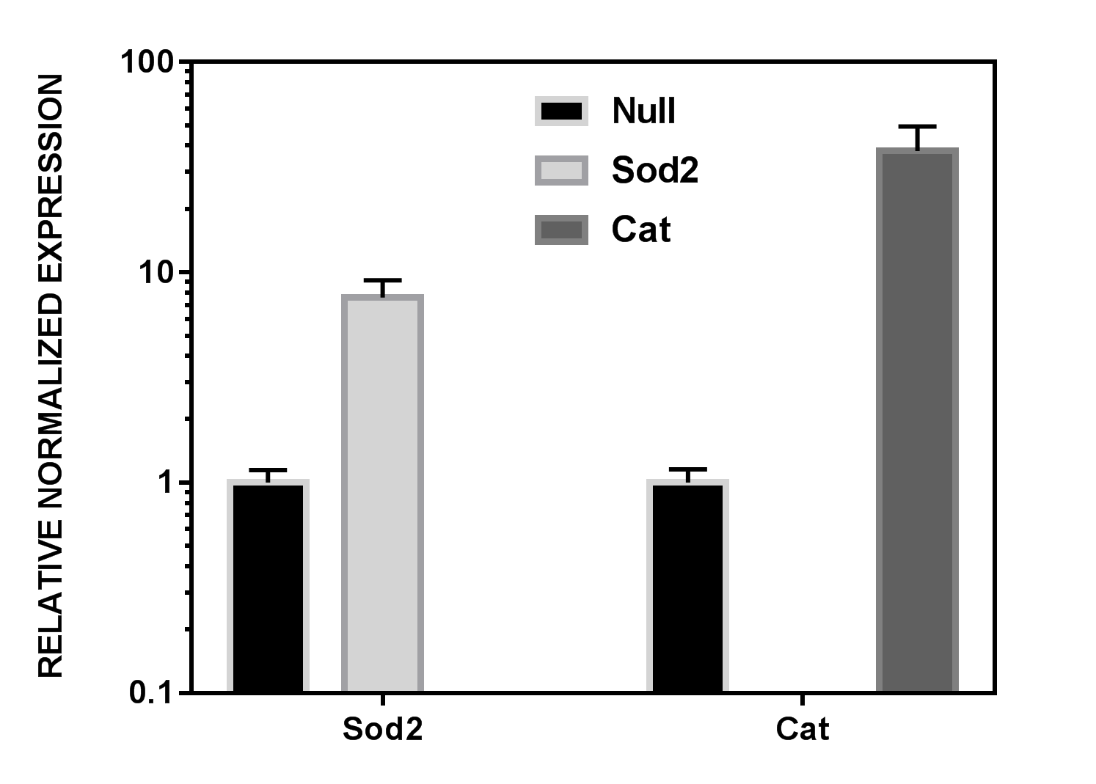 RELATIVE NORMALIZED EXPRESSION
100
10
1
0.1
Null
Sod2
Cat
Sod2
Cat